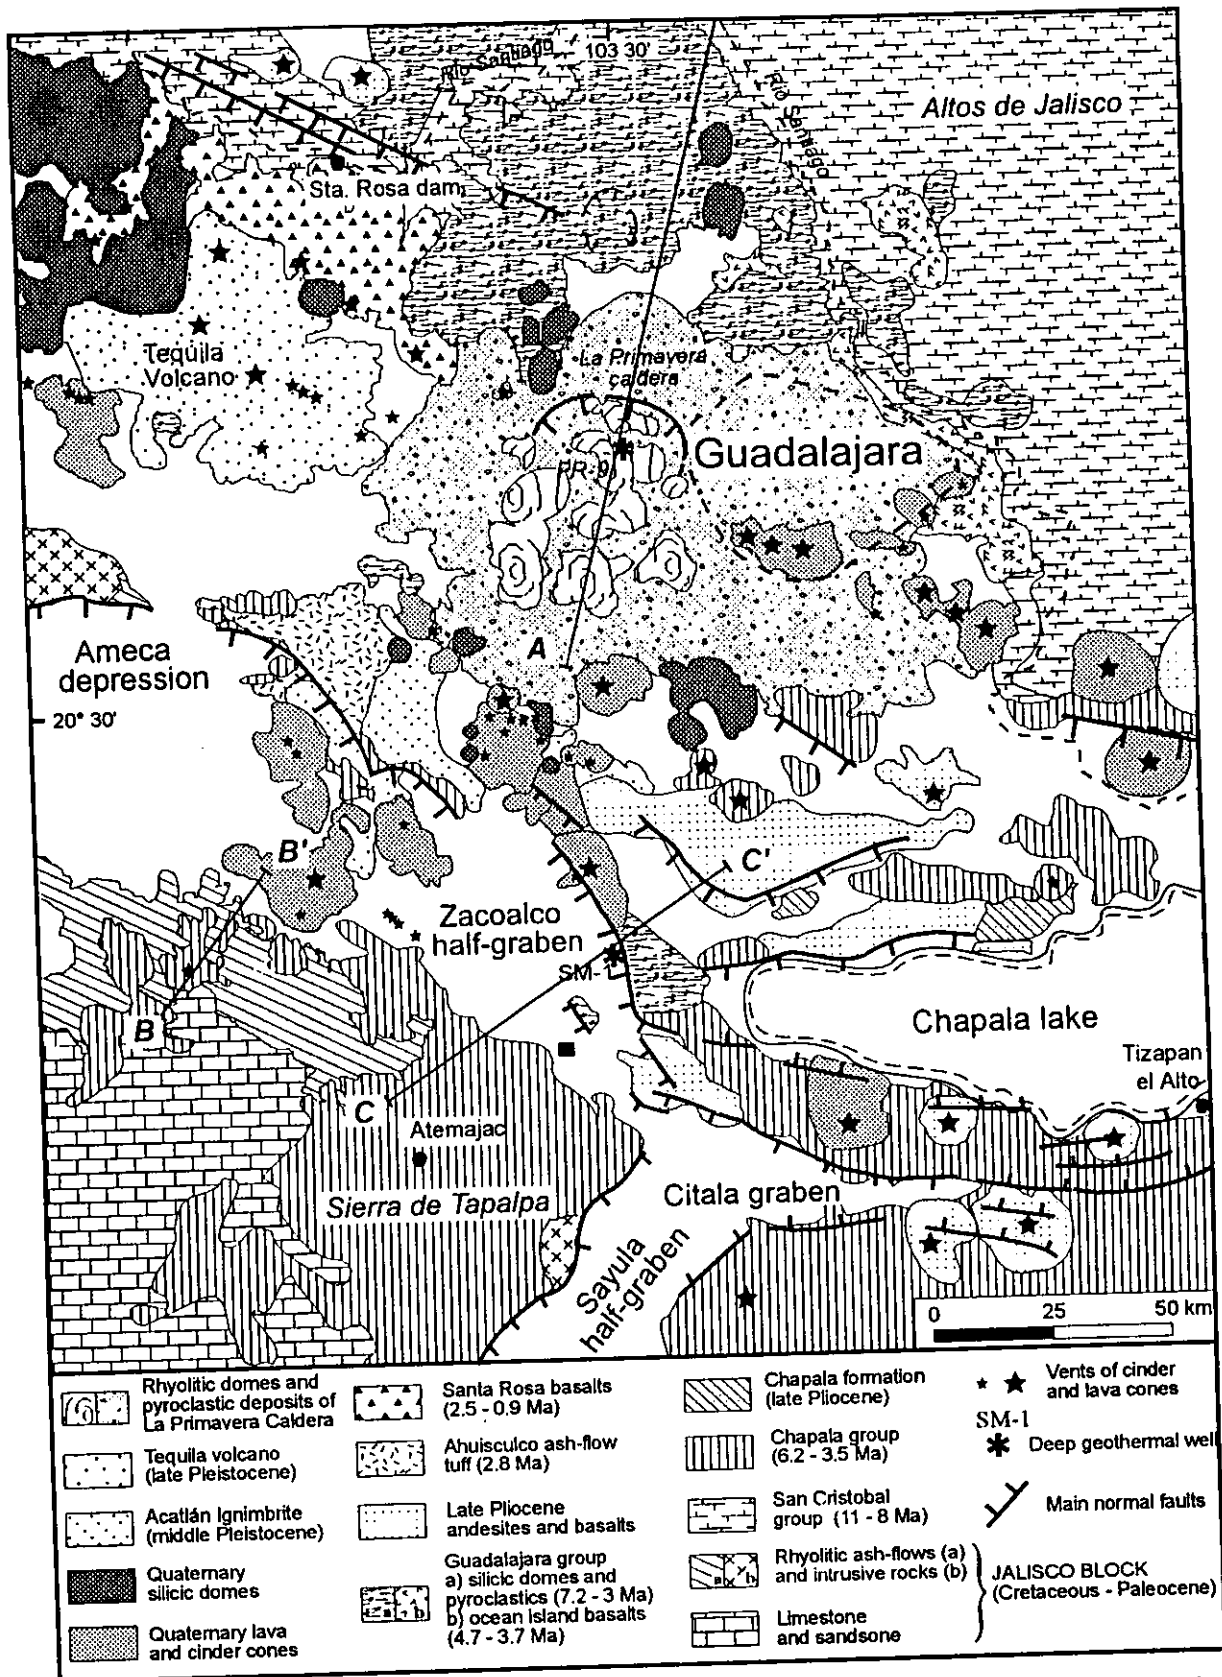 Río Santiago
103 30'
Río Santiago
Altos de Jalisco
Sta. Rosa dam
Tequila
Volcano
La Primavera
caldera
Guadalajara
PR-9
A
Ameca
depression
20° 30'
B'
C'
Zacoalco
half-graben
SM-1
B
Chapala lake
Tizapan
el Alto
C
Atemajac
Sierra de Tapalpa
Citala graben
Sayula
half-graben
0 25 50 km
Rhyolitic domes and
pyroclastic deposits of
La Primavera Caldera
Tequila volcano
(late Pleistocene)
Acatlán Ignimbrite
(middle Pleistocene)
Quaternary
silicic domes
Quaternary lava
and cinder cones
Santa Rosa basalts
(2.5 - 0.9 Ma)
Ahuisculco ash-flow
tuff (2.8 Ma)
Late Pliocene
andesites and basalts
Guadalajara group
a) silicic domes and
pyroclastics (7.2 - 3 Ma)
b) ocean island basalts
(4.7 - 3.7 Ma)
a b
Chapala formation
(late Pliocene)
Chapala group
(6.2 - 3.5 Ma)
San Cristobal
group (11 - 8 Ma)
a b
Rhyolitic ash-flows (a)
and intrusive rocks (b)
Limestone
and sandsone
JALISCO BLOCK
(Cretaceous - Paleocene)
Vents of cinder
and lava cones
SM-1
Deep geothermal well
Main normal faults